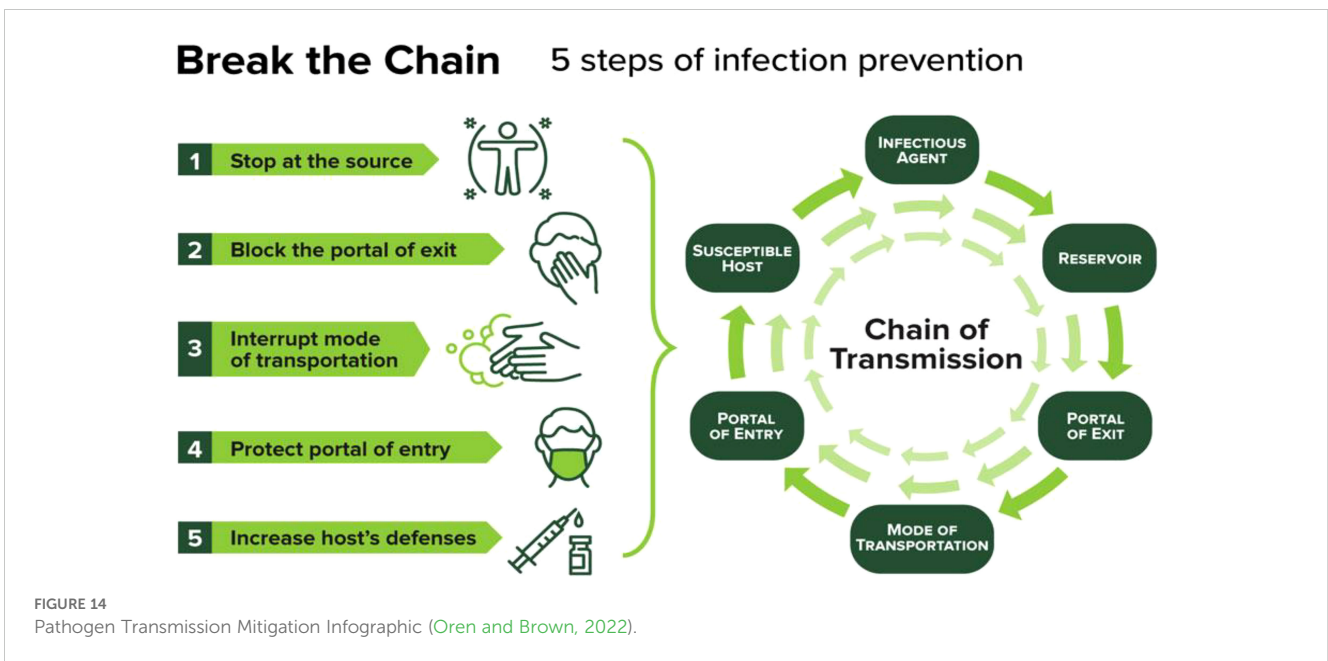 Break the Chain 5 steps of infection prevention
1 Stop at the source
2 Block the portal of exit
3 Interrupt mode
of transportation
4 Protect portal of entry
5 Increase host's defenses
INFECTIOUS
AGENT
RESERVOIR
PORTAL
OF EXIT
MODE OF
TRANSPORTATION
PORTAL
OF ENTRY
SUSCEPTIBLE
HOST
Chain of
Transmission
FIGURE 14
Pathogen Transmission Mitigation Infographic (Oren and Brown, 2022).